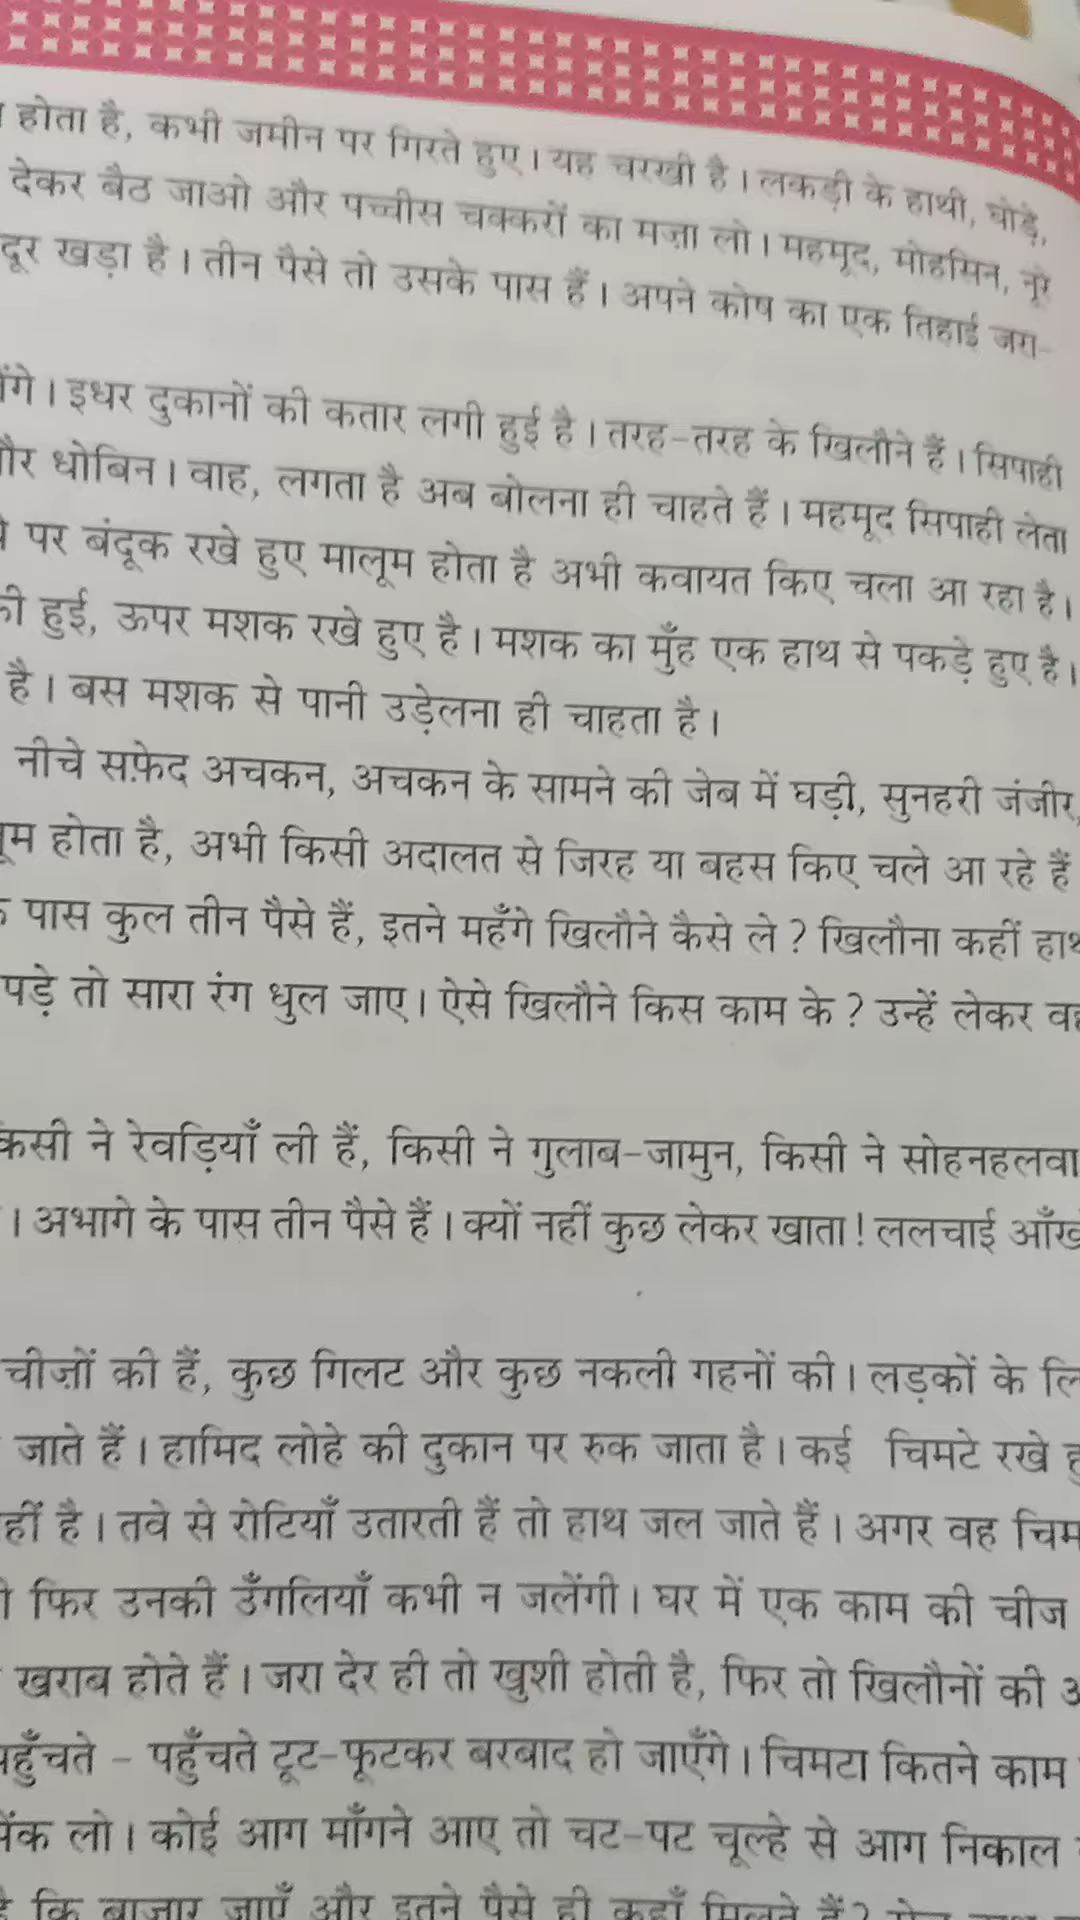 होता है, कभी जमीन पर गिरते हुए। यह चरखी है। लकड़ी के हाथी, घोड़े,
देकर बैठ जाओ और पच्चीस चक्करों का मज़ा लो। महमूद, मोहसिन, नूरे
दूर खड़ा है। तीन पैसे तो उसके पास हैं। अपने कोष का एक तिहाई जरा-
इधर दुकानों की कतार लगी हुई है। तरह-तरह के खिलौने हैं। सिपाही
धोबिन। वाह, लगता है अब बोलना ही चाहते हैं। महमूद सिपाही लेता
पर बंदूक रखे हुए मालूम होता है अभी कवायत किए चला आ रहा है।
हुई, ऊपर मशक रखे हुए है। मशक का मुँह एक हाथ से पकड़े हुए है।
है। बस मशक से पानी उड़ेलना ही चाहता है।
नीचे सफ़ेद अचकन, अचकन के सामने की जेब में घड़ी, सुनहरी जंजीर,
होता है, अभी किसी अदालत से जिरह या बहस किए चले आ रहे हैं
पास कुल तीन पैसे हैं, इतने महँगे खिलौने कैसे ले ? खिलौना कहीं
पड़े तो सारा रंग धुल जाए। ऐसे खिलौने किस काम के ? उन्हें लेकर
ने रेवड़ियाँ ली हैं, किसी ने गुलाब-जामुन, किसी ने सोहनहलवा
। अभागे के पास तीन पैसे हैं। क्यों नहीं कुछ लेकर खाता! ललचाई
चीज़ों की हैं, कुछ गिलट और कुछ नकली गहनों की। लड़कों के
जाते हैं। हामिद लोहे की दुकान पर रुक जाता है। कई चिमटे रखे
है। तवे से रोटियाँ उतारती हैं तो हाथ जल जाते हैं। अगर वह
फिर उनकी उँगलियाँ कभी न जलेंगी। घर में एक काम की चीज
खराब होते हैं। जरा देर ही तो खुशी होती है, फिर तो खिलौनों की
- पहुँचते टूट-फूटकर बरबाद हो जाएँगे। चिमटा कितने काम
लो। कोई आग माँगने आए तो चट-पट चूल्हे से आग निकाल
कि बाज़ार जाएँ और इतने पैसे ही कहाँ मिलते हैं?